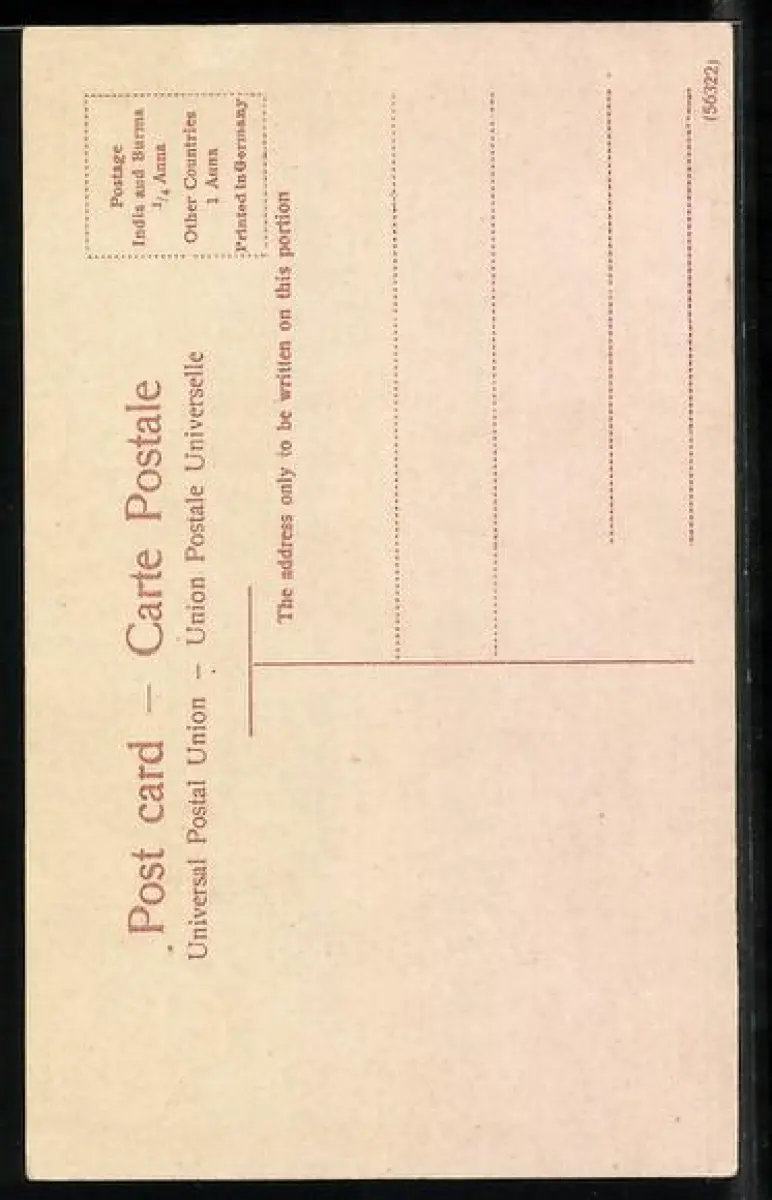 Post card – Carte Postale
Universal Postal Union – Union Postale Universelle
Postage
India and Burma
1/4 Anna
Other Countries
1 Anna
Printed in Germany
The address only to be written on this portion
(56322)